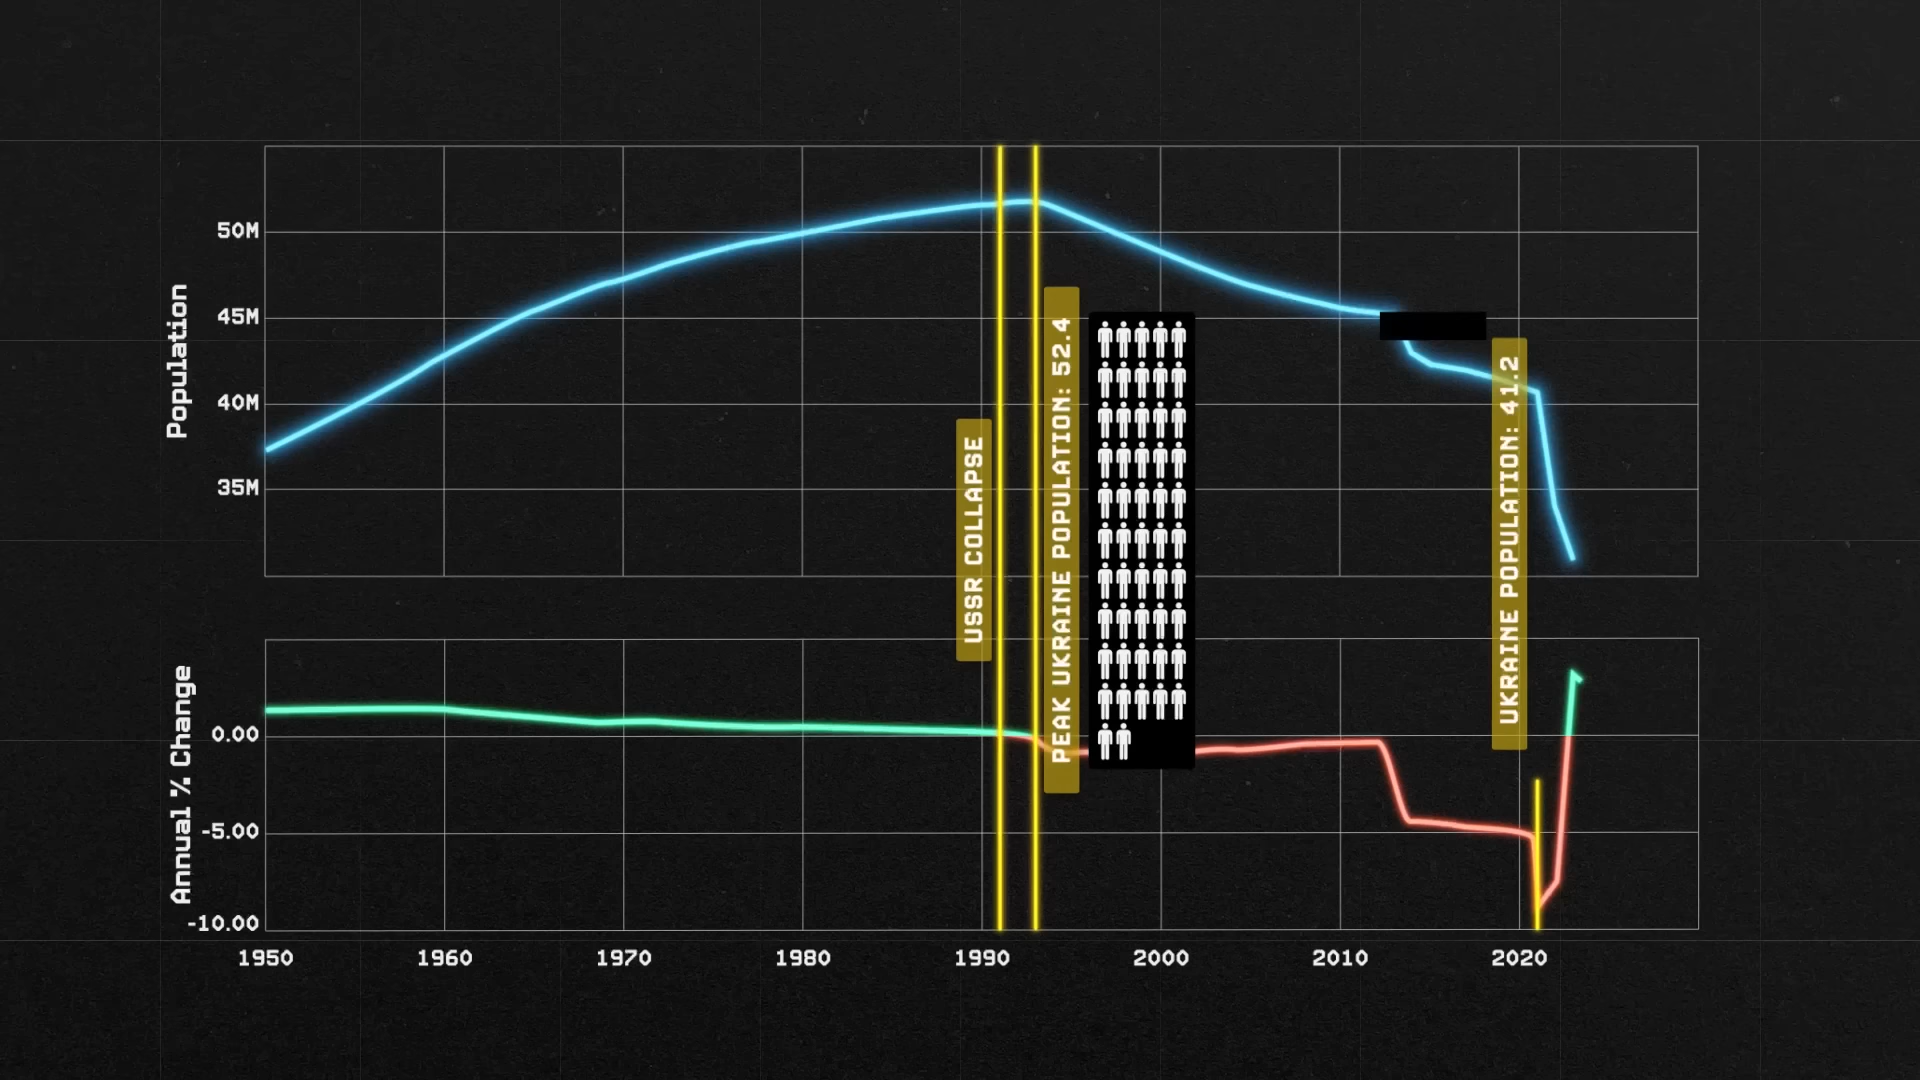 Population
50M
45M
40M
35M
USSR COLLAPSE
PEAK UKRAINE POPULATION: 52.4
UKRAINE POPULATION: 41.2
Annual % Change
0.00
-5.00
-10.00
1950 1960 1970 1980 1990 2000 2010 2020